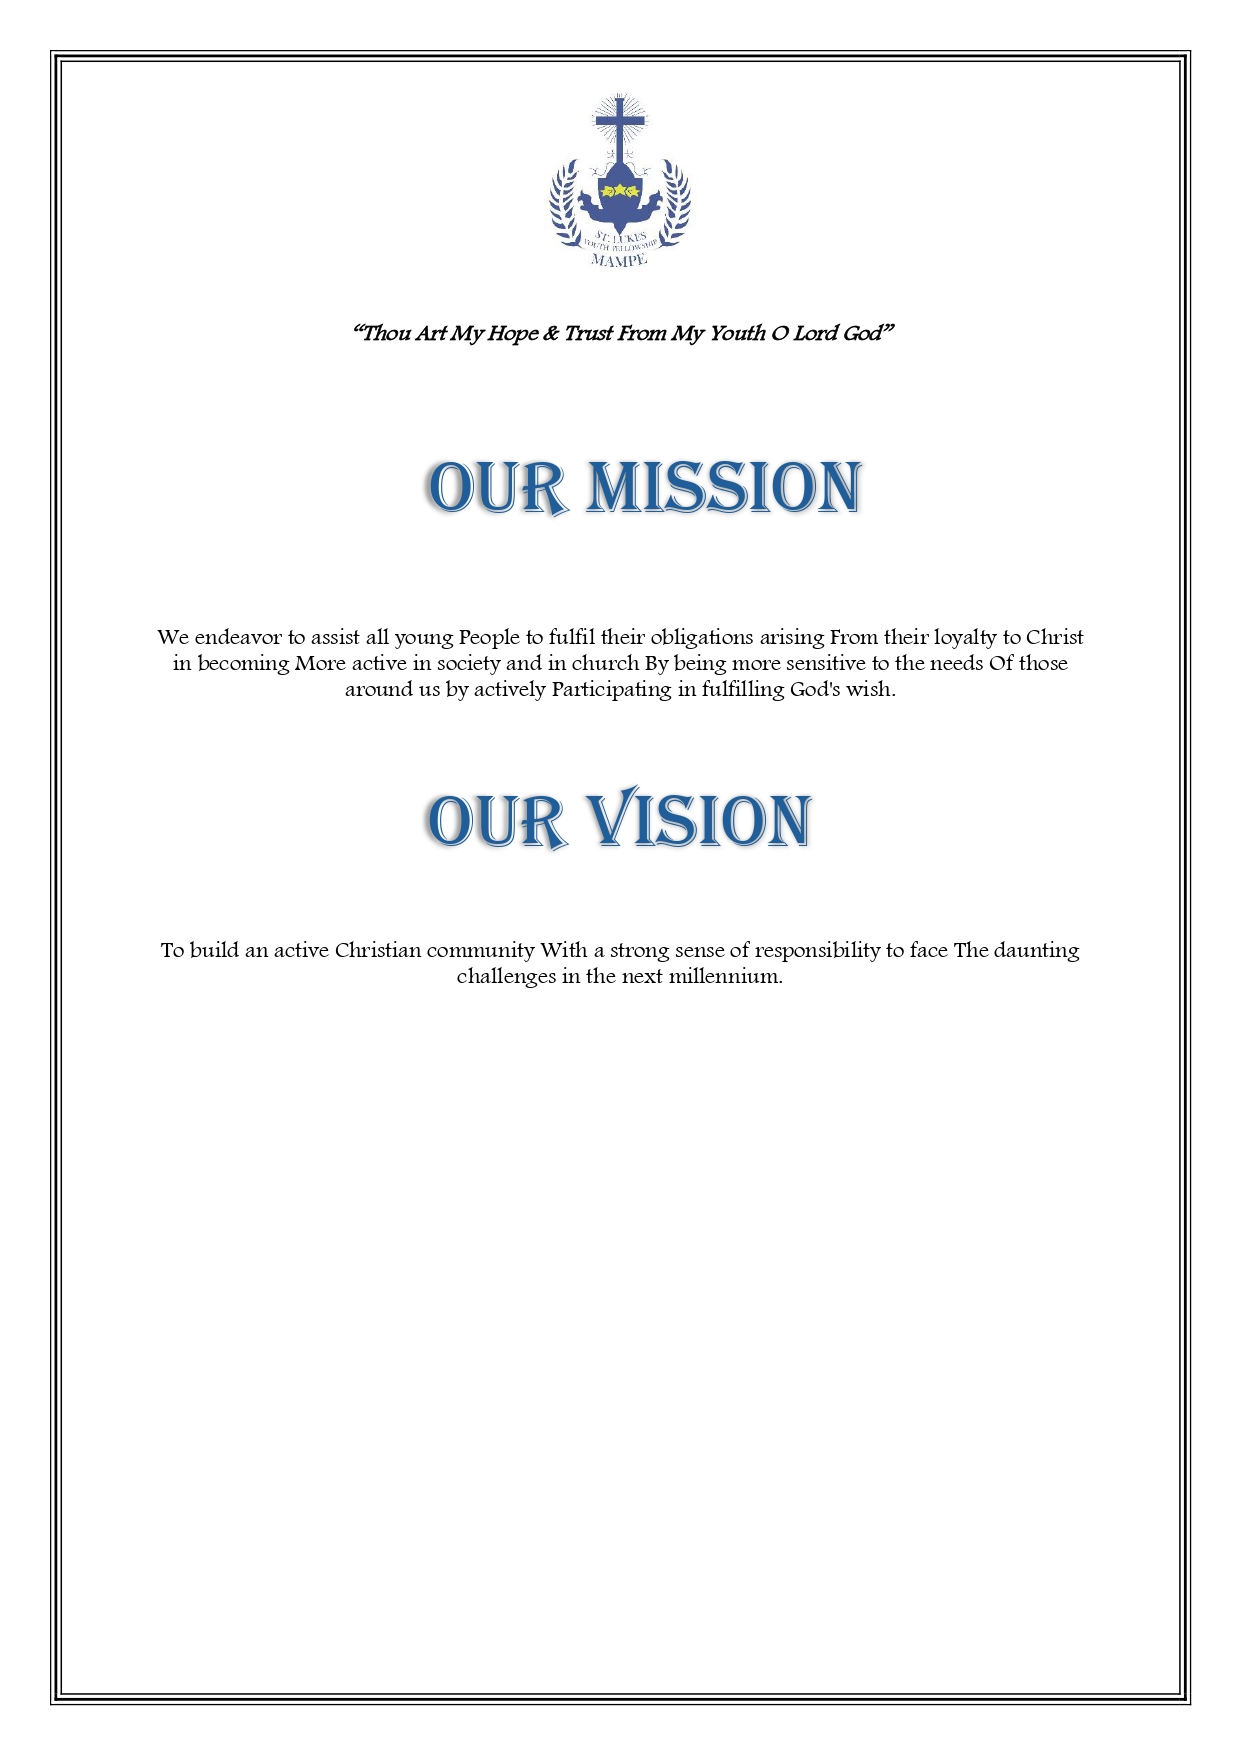 ST. LUKES
YOUTH FELLOWSHIP
MAMPE
“Thou Art My Hope & Trust From My Youth O Lord God”
OUR MISSION
We endeavor to assist all young People to fulfil their obligations arising From their loyalty to Christ
in becoming More active in society and in church By being more sensitive to the needs Of those
around us by actively Participating in fulfilling God's wish.
OUR VISION
To build an active Christian community With a strong sense of responsibility to face The daunting
challenges in the next millennium.